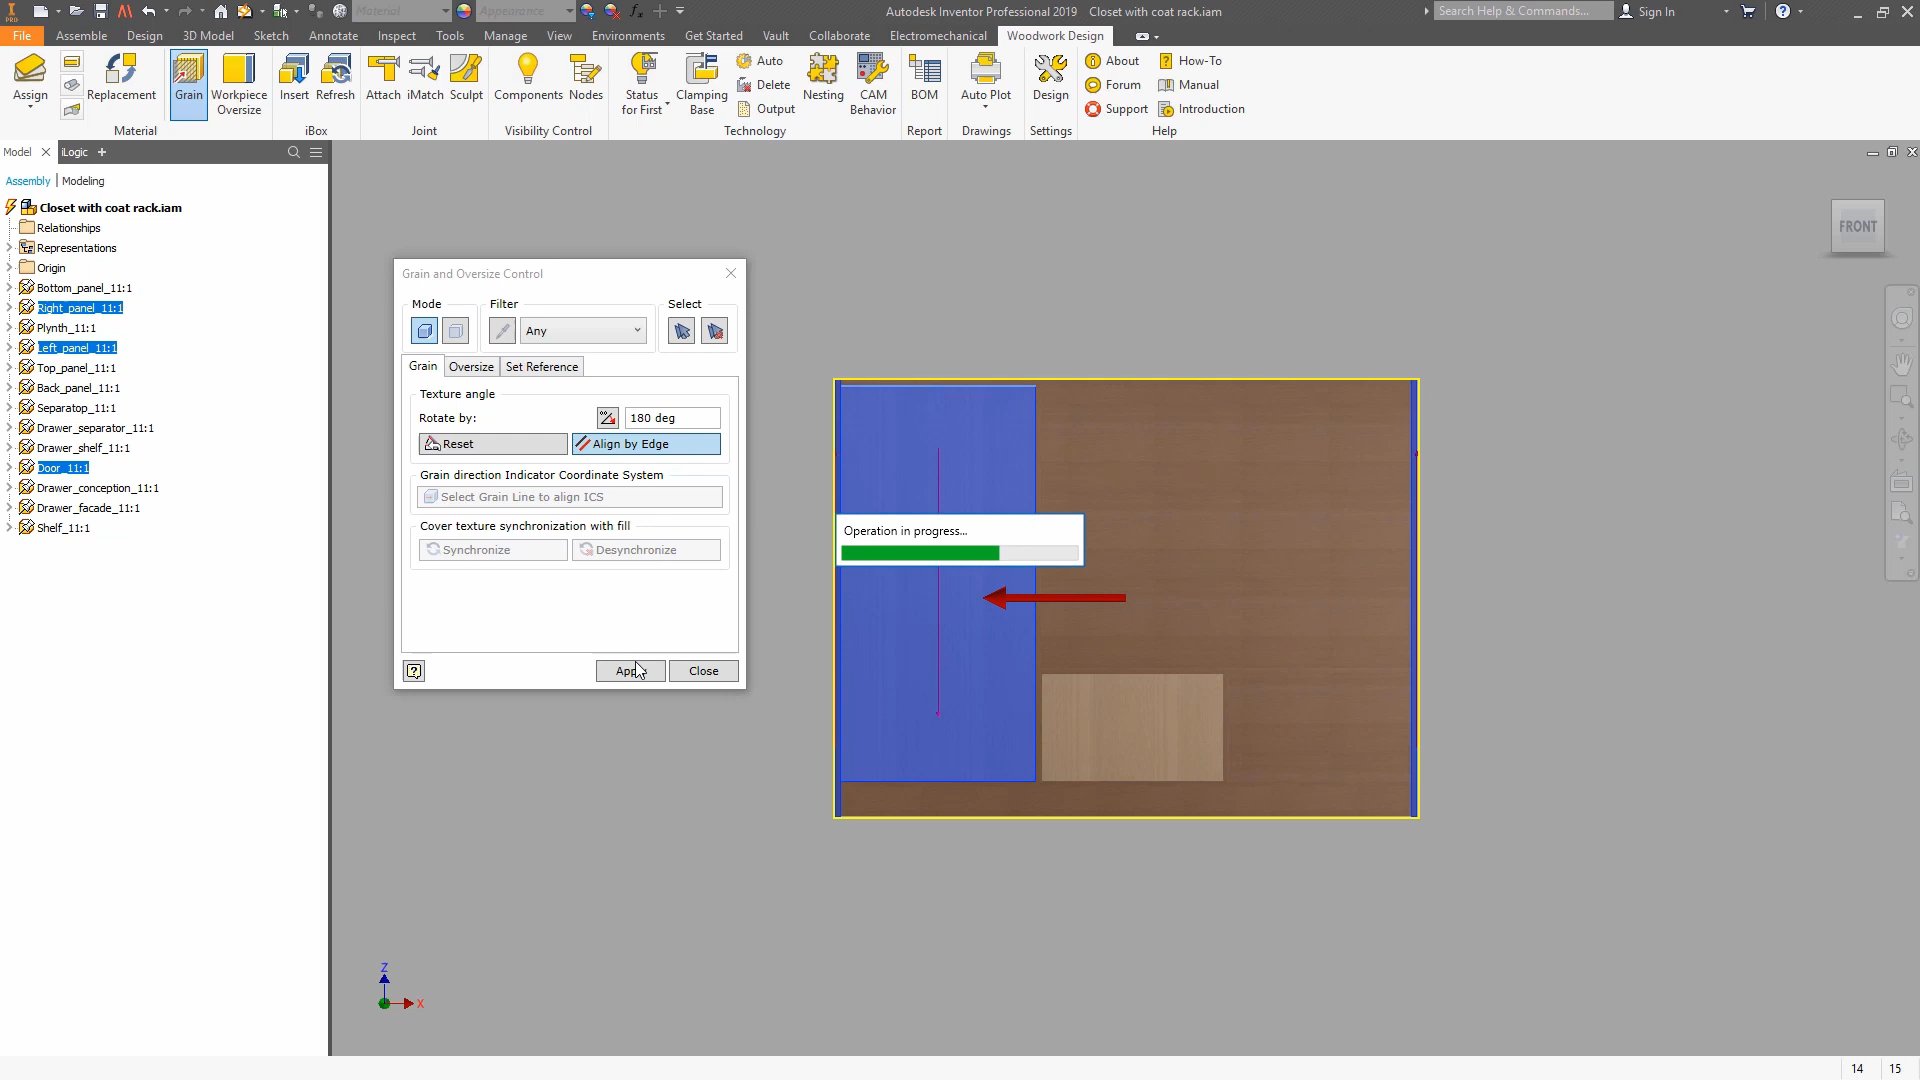 Material
Appearance
Autodesk Inventor Professional 2019 Closet with coat rack.iam
Search Help & Commands...
Sign In
PRO
File
Assemble
Design
3D Model
Sketch
Annotate
Inspect
Tools
Manage
View
Environments
Get Started
Vault
Collaborate
Electromechanical
Woodwork Design
Assign
Replacement
Grain
Workpiece
Oversize
Insert
Refresh
Attach
iMatch
Sculpt
Components
Nodes
Status
for First
Clamping
Base
Auto
Delete
Output
Nesting
CAM
Behavior
BOM
Auto Plot
Design
About
Forum
Support
How-To
Manual
Introduction
Material
iBox
Joint
Visibility Control
Technology
Report
Drawings
Settings
Help
Model
iLogic
Assembly
Modeling
Closet with coat rack.iam
Relationships
Representations
Origin
Bottom_panel_11:1
Right_panel_11:1
Plynth_11:1
Left_panel_11:1
Top_panel_11:1
Back_panel_11:1
Separatop_11:1
Drawer_separator_11:1
Drawer_shelf_11:1
Door_11:1
Drawer_conception_11:1
Drawer_facade_11:1
Shelf_11:1
Grain and Oversize Control
Mode
Filter
Select
Any
Grain
Oversize
Set Reference
Texture angle
Rotate by:
180 deg
Reset
Align by Edge
Grain direction Indicator Coordinate System
Select Grain Line to align ICS
Cover texture synchronization with fill
Synchronize
Desynchronize
Close
Operation in progress...
FRONT
Z
X
14
15